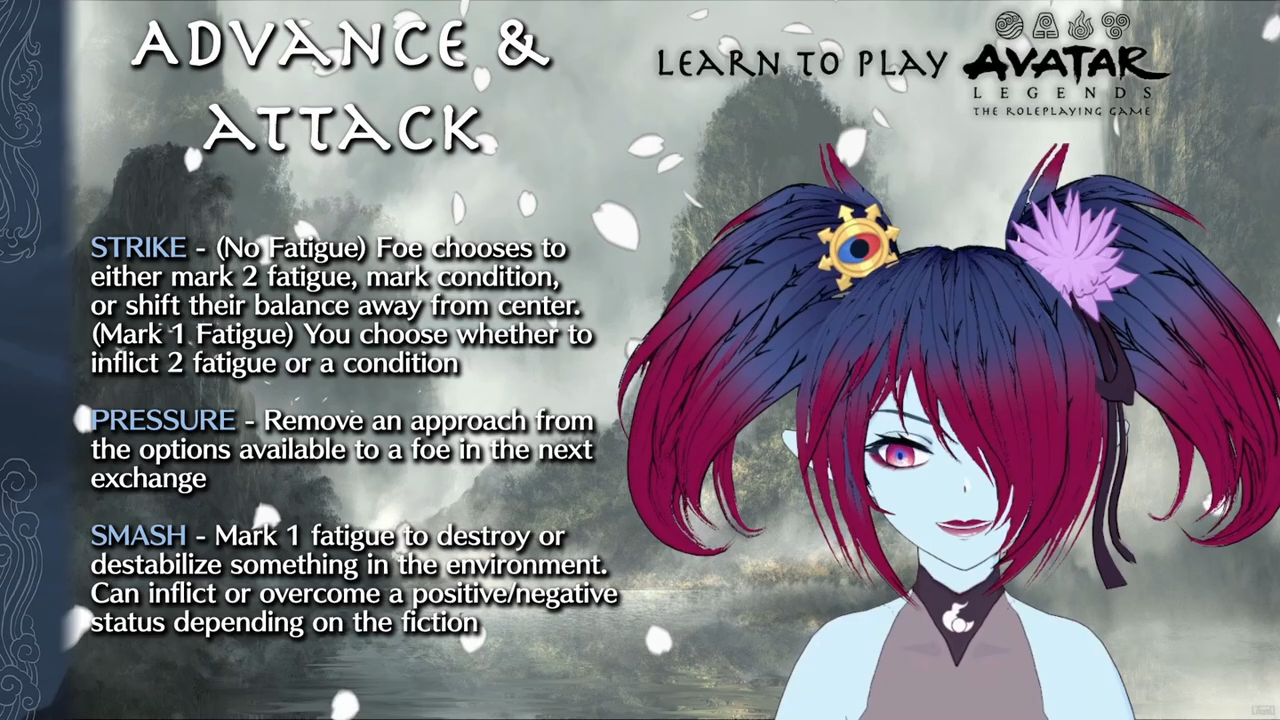 ADVANCE &
ATTACK
LEARN TO PLAY AVATAR
LEGENDS
THE ROLEPLAYING GAME
STRIKE - (No Fatigue) Foe chooses to
either mark 2 fatigue, mark condition,
or shift their balance away from center.
(Mark 1 Fatigue) You choose whether to
inflict 2 fatigue or a condition
PRESSURE - Remove an approach from
the options available to a foe in the next
exchange
SMASH - Mark 1 fatigue to destroy or
destabilize something in the environment.
Can inflict or overcome a positive/negative
status depending on the fiction